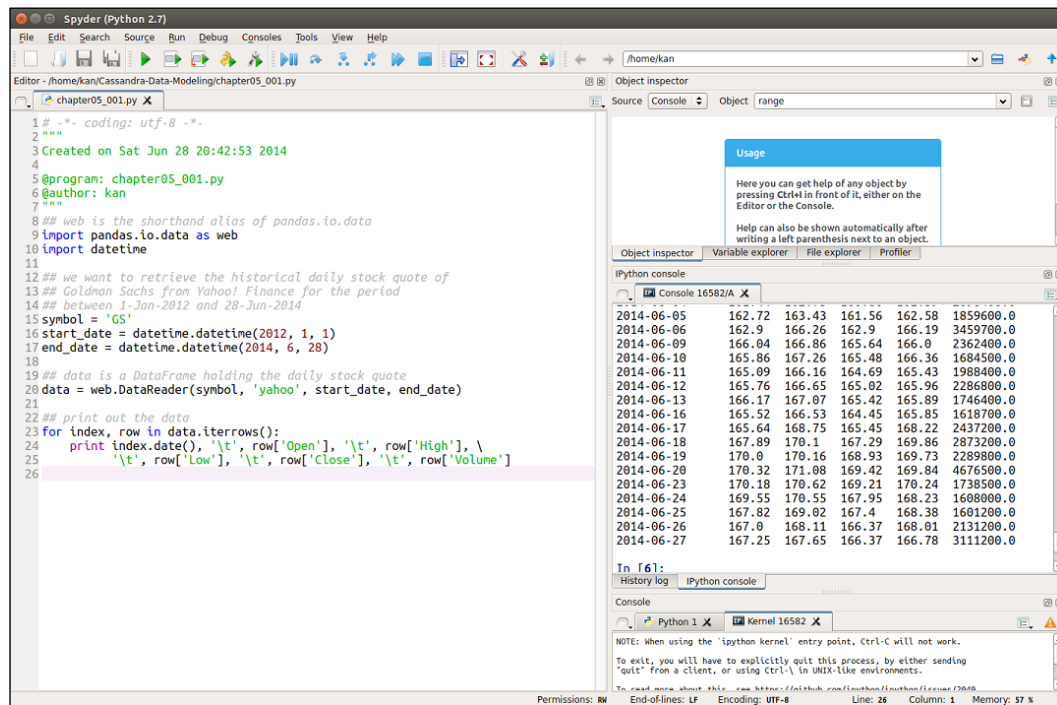 Spyder (Python 2.7)
File Edit Search Source Run Debug Consoles Tools View Help
/home/kan
Editor - /home/kan/Cassandra-Data-Modeling/chapter05_001.py
chapter05_001.py X
1 # -*- coding: utf-8 -*-
2 """
3 Created on Sat Jun 28 20:42:53 2014
4
5 @program: chapter05_001.py
6 @author: kan
7 """
8 ## web is the shorthand alias of pandas.io.data
9 import pandas.io.data as web
10 import datetime
11
12 ## we want to retrieve the historical daily stock quote of
13 ## Goldman Sachs from Yahoo! Finance for the period
14 ## between 1-Jan-2012 and 28-Jun-2014
15 symbol = 'GS'
16 start_date = datetime.datetime(2012, 1, 1)
17 end_date = datetime.datetime(2014, 6, 28)
18
19 ## data is a DataFrame holding the daily stock quote
20 data = web.DataReader(symbol, 'yahoo', start_date, end_date)
21
22 ## print out the data
23 for index, row in data.iterrows():
24     print index.date(), '\t', row['Open'], '\t', row['High'], \
25           '\t', row['Low'], '\t', row['Close'], '\t', row['Volume']
26
Object inspector
Source Console Object range
Usage
Here you can get help of any object by
pressing Ctrl+I in front of it, either on the
Editor or the Console.
Help can also be shown automatically after
writing a left parenthesis next to an object.
Object inspector Variable explorer File explorer Profiler
IPython console
Console 16582/A X
2014-06-05 162.72 163.43 161.56 162.58 1859600.0
2014-06-06 162.9 166.26 162.9 166.19 3459700.0
2014-06-09 166.04 166.86 165.64 166.0 2362400.0
2014-06-10 165.86 167.26 165.48 166.36 1684500.0
2014-06-11 165.09 166.16 164.69 165.43 1988400.0
2014-06-12 165.76 166.65 165.02 165.96 2286800.0
2014-06-13 166.17 167.07 165.42 165.89 1746400.0
2014-06-16 165.52 166.53 164.45 165.85 1618700.0
2014-06-17 165.64 168.75 165.45 168.22 2437200.0
2014-06-18 167.89 170.1 167.29 169.86 2873200.0
2014-06-19 170.0 170.16 168.93 169.73 2289800.0
2014-06-20 170.32 171.08 169.42 169.84 4676500.0
2014-06-23 170.18 170.62 169.21 170.24 1738500.0
2014-06-24 169.55 170.55 167.95 168.23 1608000.0
2014-06-25 167.82 169.02 167.4 168.38 1601200.0
2014-06-26 167.0 168.11 166.37 168.01 2131200.0
2014-06-27 167.25 167.65 166.37 166.78 3111200.0
In [6]:
History log IPython console
Console
Python 1 X Kernel 16582 X
NOTE: When using the `ipython kernel` entry point, Ctrl-C will not work.
To exit, you will have to explicitly quit this process, by either sending
"quit" from a client, or using Ctrl-\ in UNIX-like environments.
To read more about this, see https://github.com/ipython/ipython/issues/2049
Permissions: RW End-of-lines: LF Encoding: UTF-8 Line: 26 Column: 1 Memory: 57 %